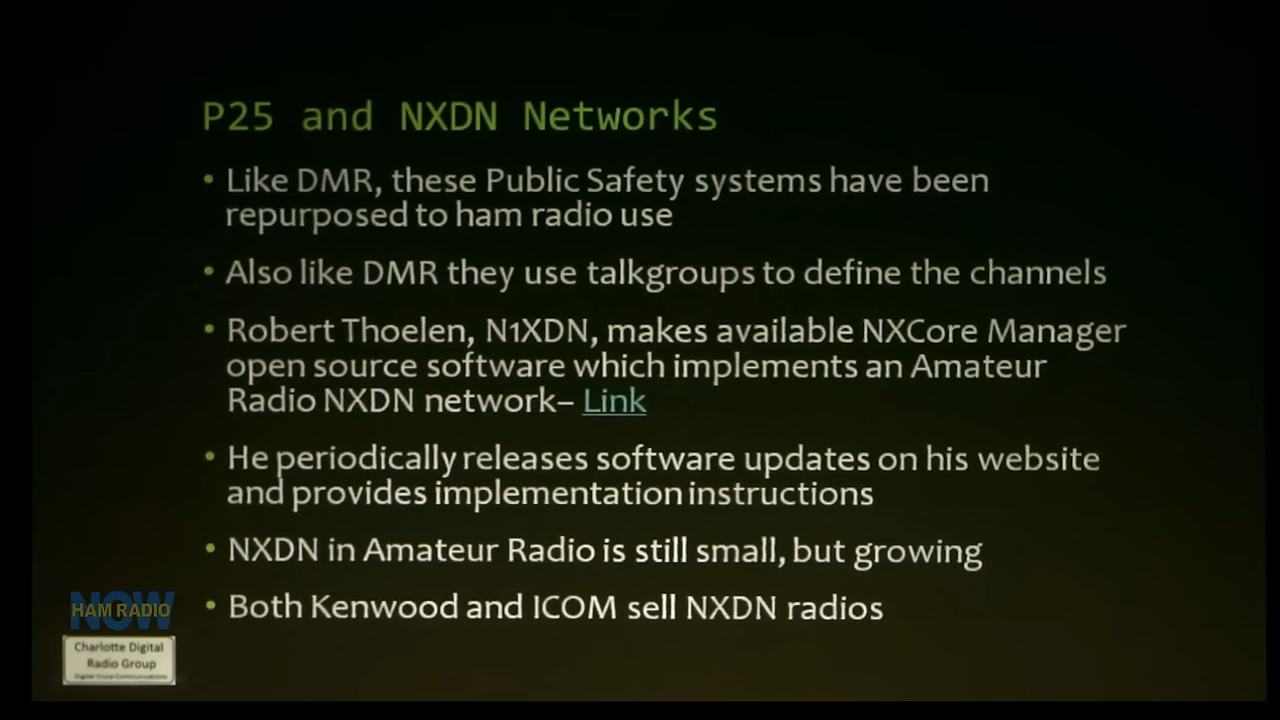 P25 and NXDN Networks
• Like DMR, these Public Safety systems have been
repurposed to ham radio use
• Also like DMR they use talkgroups to define the channels
• Robert Thoelen, N1XDN, makes available NXCore Manager
open source software which implements an Amateur
Radio NXDN network– Link
• He periodically releases software updates on his website
and provides implementation instructions
• NXDN in Amateur Radio is still small, but growing
• Both Kenwood and ICOM sell NXDN radios
HAM RADIO
NOW
Charlotte Digital
Radio Group
Digital Voice Communications